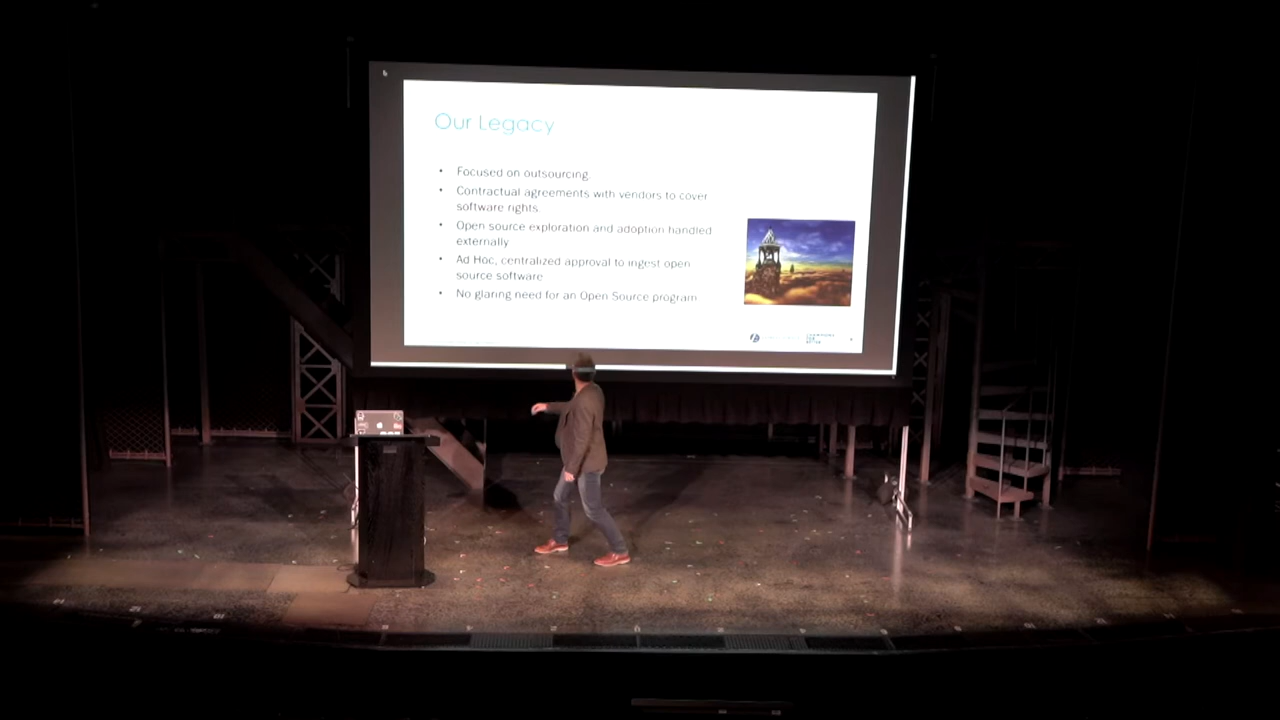 Our Legacy
• Focused on outsourcing.
• Contractual agreements with vendors to cover
software rights.
• Open source exploration and adoption handled
externally
• Ad Hoc, centralized approval to ingest open
source software
• No glaring need for an Open Source program